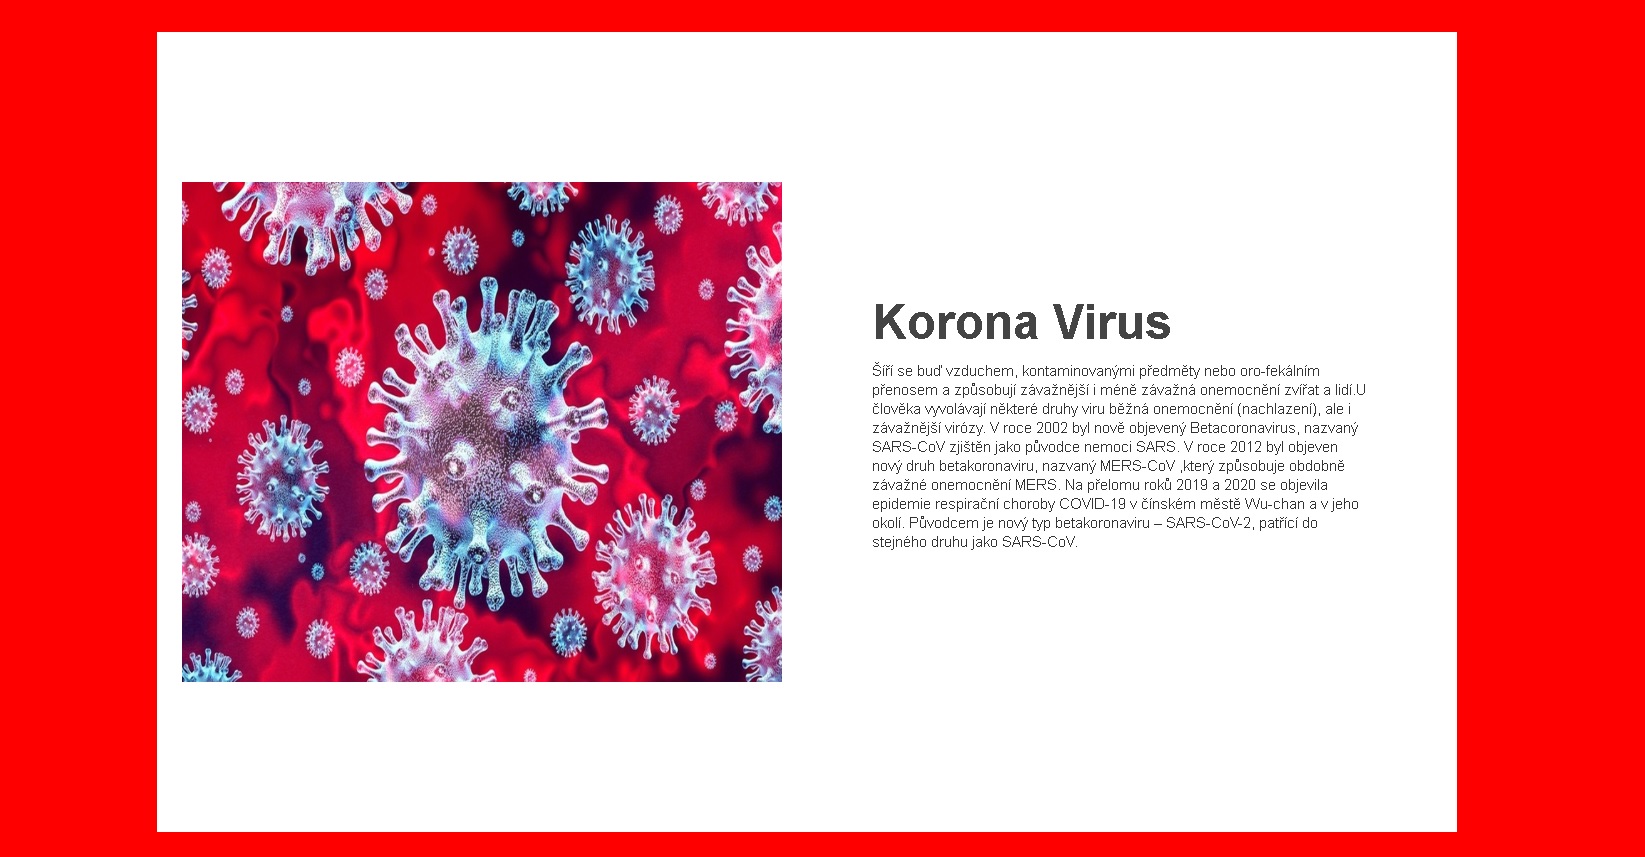 Korona Virus
Šíří se buď vzduchem, kontaminovanými předměty nebo oro-fekálním
přenosem a způsobují závažnější i méně závažná onemocnění zvířat a lidí.U
člověka vyvolávají některé druhy viru běžná onemocnění (nachlazení), ale i
závažnější virózy. V roce 2002 byl nově objevený Betacoronavirus, nazvaný
SARS-CoV zjištěn jako původce nemoci SARS. V roce 2012 byl objeven
nový druh betakoronaviru, nazvaný MERS-CoV ,který způsobuje obdobně
závažné onemocnění MERS. Na přelomu roků 2019 a 2020 se objevila
epidemie respirační choroby COVID-19 v čínském městě Wu-chan a v jeho
okolí. Původcem je nový typ betakoronaviru – SARS-CoV-2, patřící do
stejného druhu jako SARS-CoV.